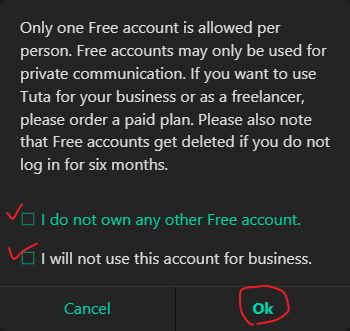 Only one Free account is allowed per
person. Free accounts may only be used for
private communication. If you want to use
Tuta for your business or as a freelancer,
please order a paid plan. Please also note
that Free accounts get deleted if you do not
log in for six months.
I do not own any other Free account.
I will not use this account for business.
Cancel
Ok